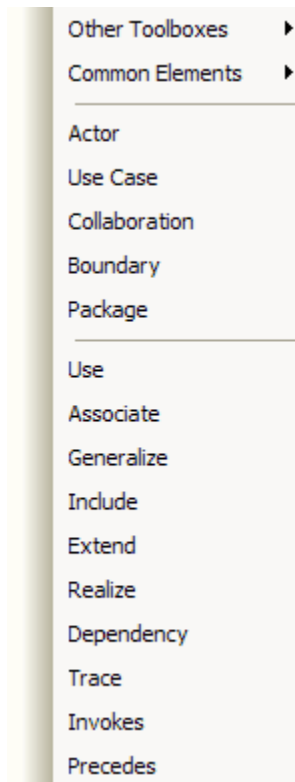 Other Toolboxes
Common Elements
Actor
Use Case
Collaboration
Boundary
Package
Use
Associate
Generalize
Include
Extend
Realize
Dependency
Trace
Invokes
Precedes